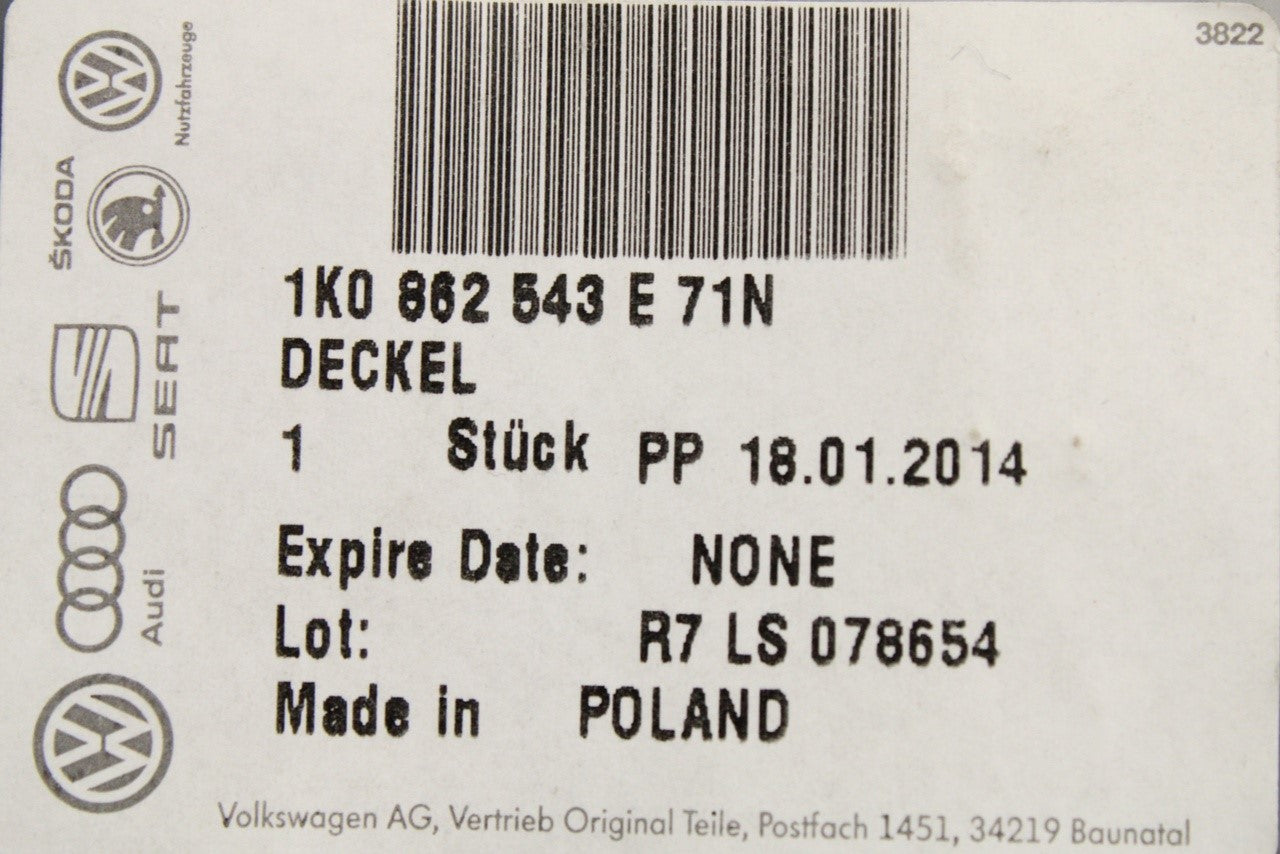 3822
Nutzfahrzeuge
ŠKODA
SEAT
Audi
1K0 862 543 E 71N
DECKEL
1 Stück PP 18.01.2014
Expire Date: NONE
Lot: R7 LS 078654
Made in POLAND
Volkswagen AG, Vertrieb Original Teile, Postfach 1451, 34219 Baunatal